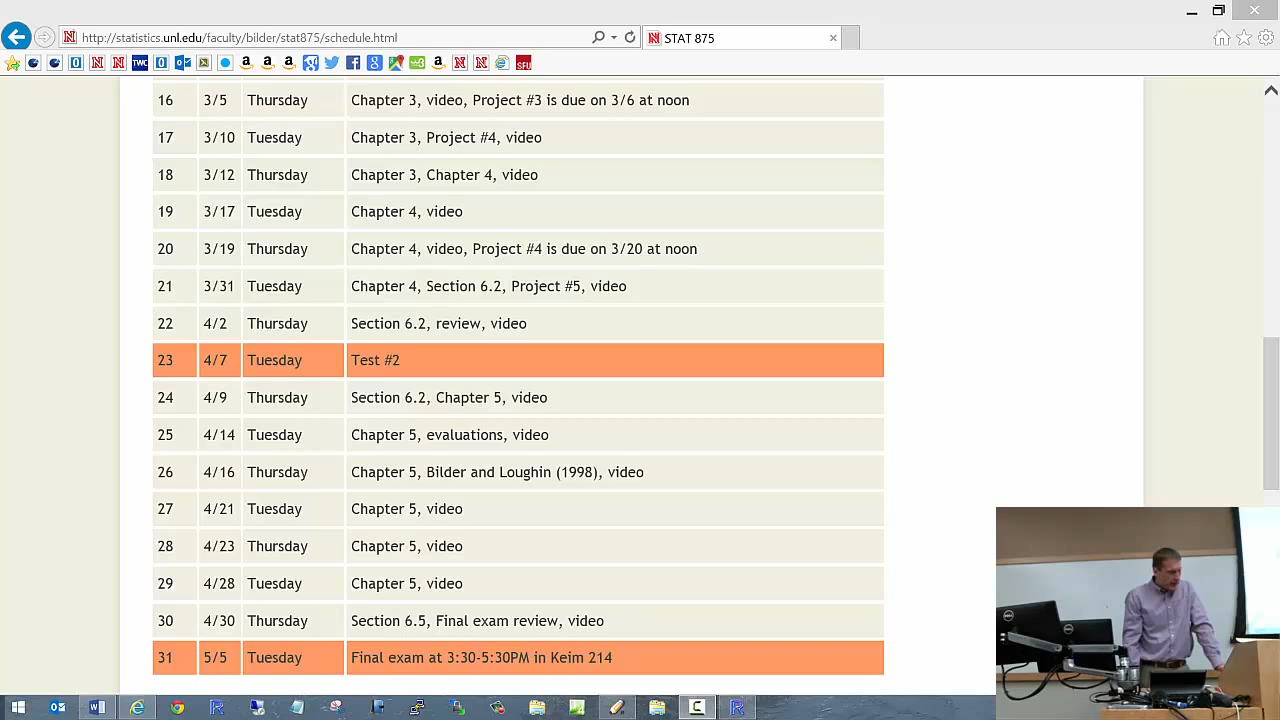 http://statistics.unl.edu/faculty/bilder/stat875/schedule.html
STAT 875
16 3/5 Thursday Chapter 3, video, Project #3 is due on 3/6 at noon
17 3/10 Tuesday Chapter 3, Project #4, video
18 3/12 Thursday Chapter 3, Chapter 4, video
19 3/17 Tuesday Chapter 4, video
20 3/19 Thursday Chapter 4, video, Project #4 is due on 3/20 at noon
21 3/31 Tuesday Chapter 4, Section 6.2, Project #5, video
22 4/2 Thursday Section 6.2, review, video
23 4/7 Tuesday Test #2
24 4/9 Thursday Section 6.2, Chapter 5, video
25 4/14 Tuesday Chapter 5, evaluations, video
26 4/16 Thursday Chapter 5, Bilder and Loughin (1998), video
27 4/21 Tuesday Chapter 5, video
28 4/23 Thursday Chapter 5, video
29 4/28 Tuesday Chapter 5, video
30 4/30 Thursday Section 6.5, Final exam review, video
31 5/5 Tuesday Final exam at 3:30-5:30PM in Keim 214